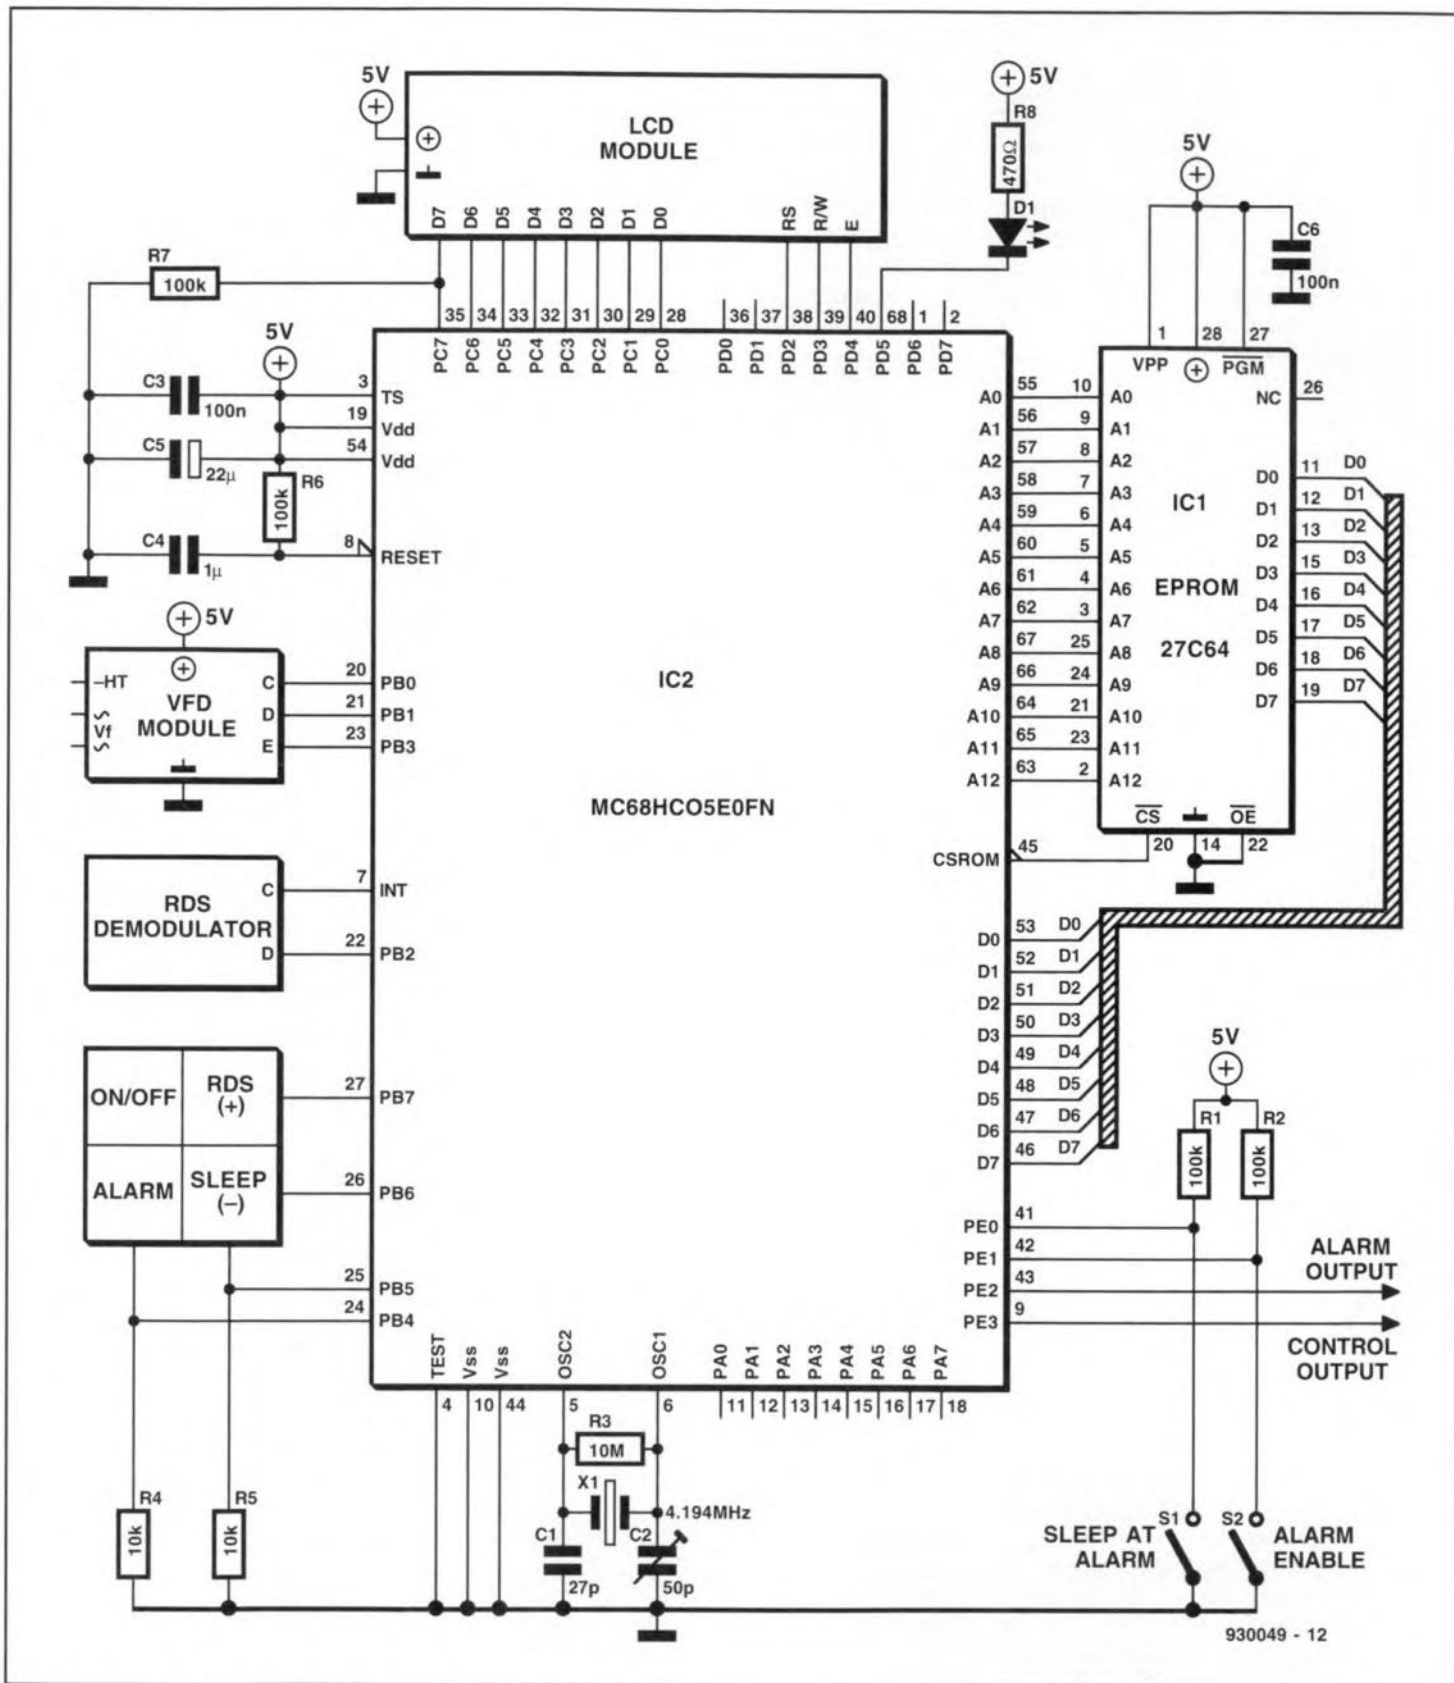 5V
LCD
MODULE
D7 D6 D5 D4 D3 D2 D1 D0 RS R/W E
5V
R8
470Ω
D1
5V
C6
100n
R7
100k
35 34 33 32 31 30 29 28 36 37 38 39 40 68 1 2
PC7 PC6 PC5 PC4 PC3 PC2 PC1 PC0 PD0 PD1 PD2 PD3 PD4 PD5 PD6 PD7
5V
C3
100n
3 TS
19 Vdd
C5
22µ
54 Vdd
R6
100k
C4
1µ
8 RESET
5V
–HT
Vf
VFD
MODULE
C 20 PB0
D 21 PB1
E 23 PB3
RDS
DEMODULATOR
C 7 INT
D 22 PB2
ON/OFF
RDS
(+)
ALARM
SLEEP
(–)
27 PB7
26 PB6
25 PB5
24 PB4
IC2
MC68HCO5E0FN
1 28 27
VPP PGM
NC 26
A0 55 10 A0
A1 56 9 A1
A2 57 8 A2
A3 58 7 A3
A4 59 6 A4
A5 60 5 A5
A6 61 4 A6
A7 62 3 A7
A8 67 25 A8
A9 66 24 A9
A10 64 21 A10
A11 65 23 A11
A12 63 2 A12
IC1
EPROM
27C64
D0 11 D0
D1 12 D1
D2 13 D2
D3 15 D3
D4 16 D4
D5 17 D5
D6 18 D6
D7 19 D7
CS OE
20 14 22
CSROM 45
D0 53 D0
D1 52 D1
D2 51 D2
D3 50 D3
D4 49 D4
D5 48 D5
D6 47 D6
D7 46 D7
5V
R1
100k
R2
100k
PE0 41
PE1 42
PE2 43
PE3 9
ALARM
OUTPUT
CONTROL
OUTPUT
TEST Vss Vss OSC2 OSC1 PA0 PA1 PA2 PA3 PA4 PA5 PA6 PA7
4 10 44 5 6 11 12 13 14 15 16 17 18
R3
10M
X1
4.194MHz
C1
27p
C2
50p
R4
10k
R5
10k
SLEEP AT
ALARM
S1
S2
ALARM
ENABLE
930049 - 12